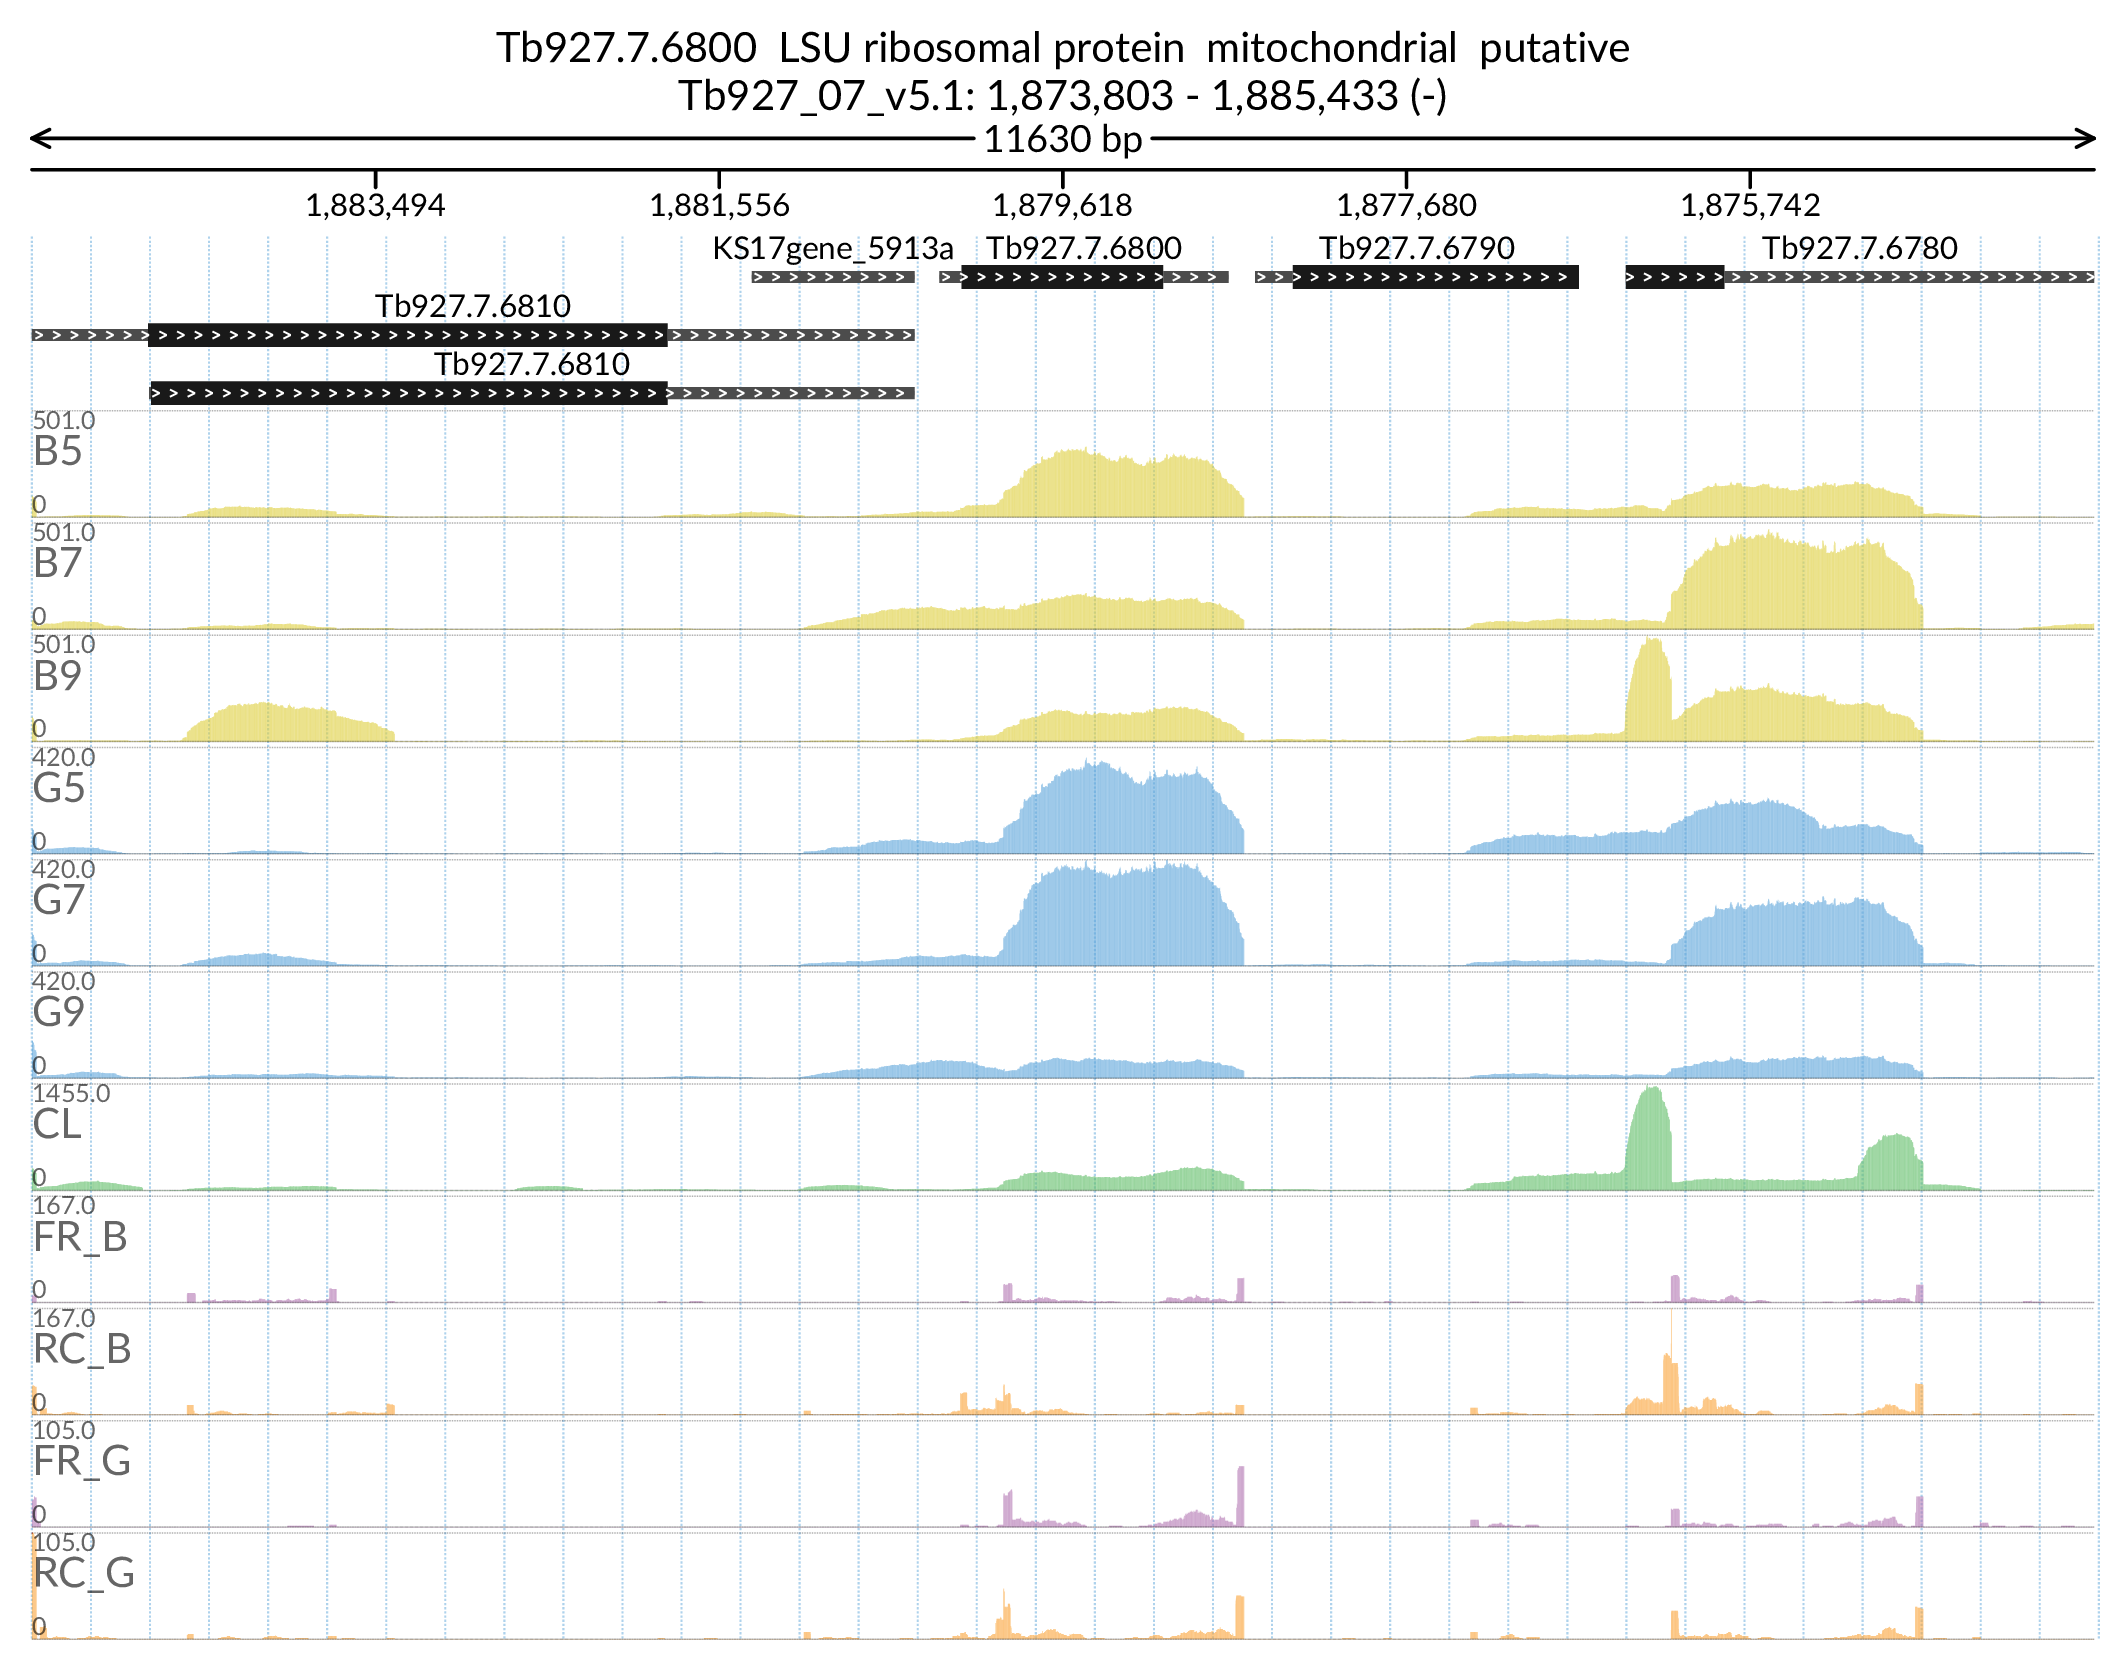 Tb927.7.6800  LSU ribosomal protein  mitochondrial  putative
Tb927_07_v5.1: 1,873,803 - 1,885,433 (-)
11630 bp
1,883,494 1,881,556 1,879,618 1,877,680 1,875,742
KS17gene_5913a Tb927.7.6800 Tb927.7.6790 Tb927.7.6780
Tb927.7.6810
Tb927.7.6810
501.0
B5
0
501.0
B7
0
501.0
B9
0
420.0
G5
0
420.0
G7
0
420.0
G9
0
1455.0
CL
0
167.0
FR_B
0
167.0
RC_B
0
105.0
FR_G
0
105.0
RC_G
0